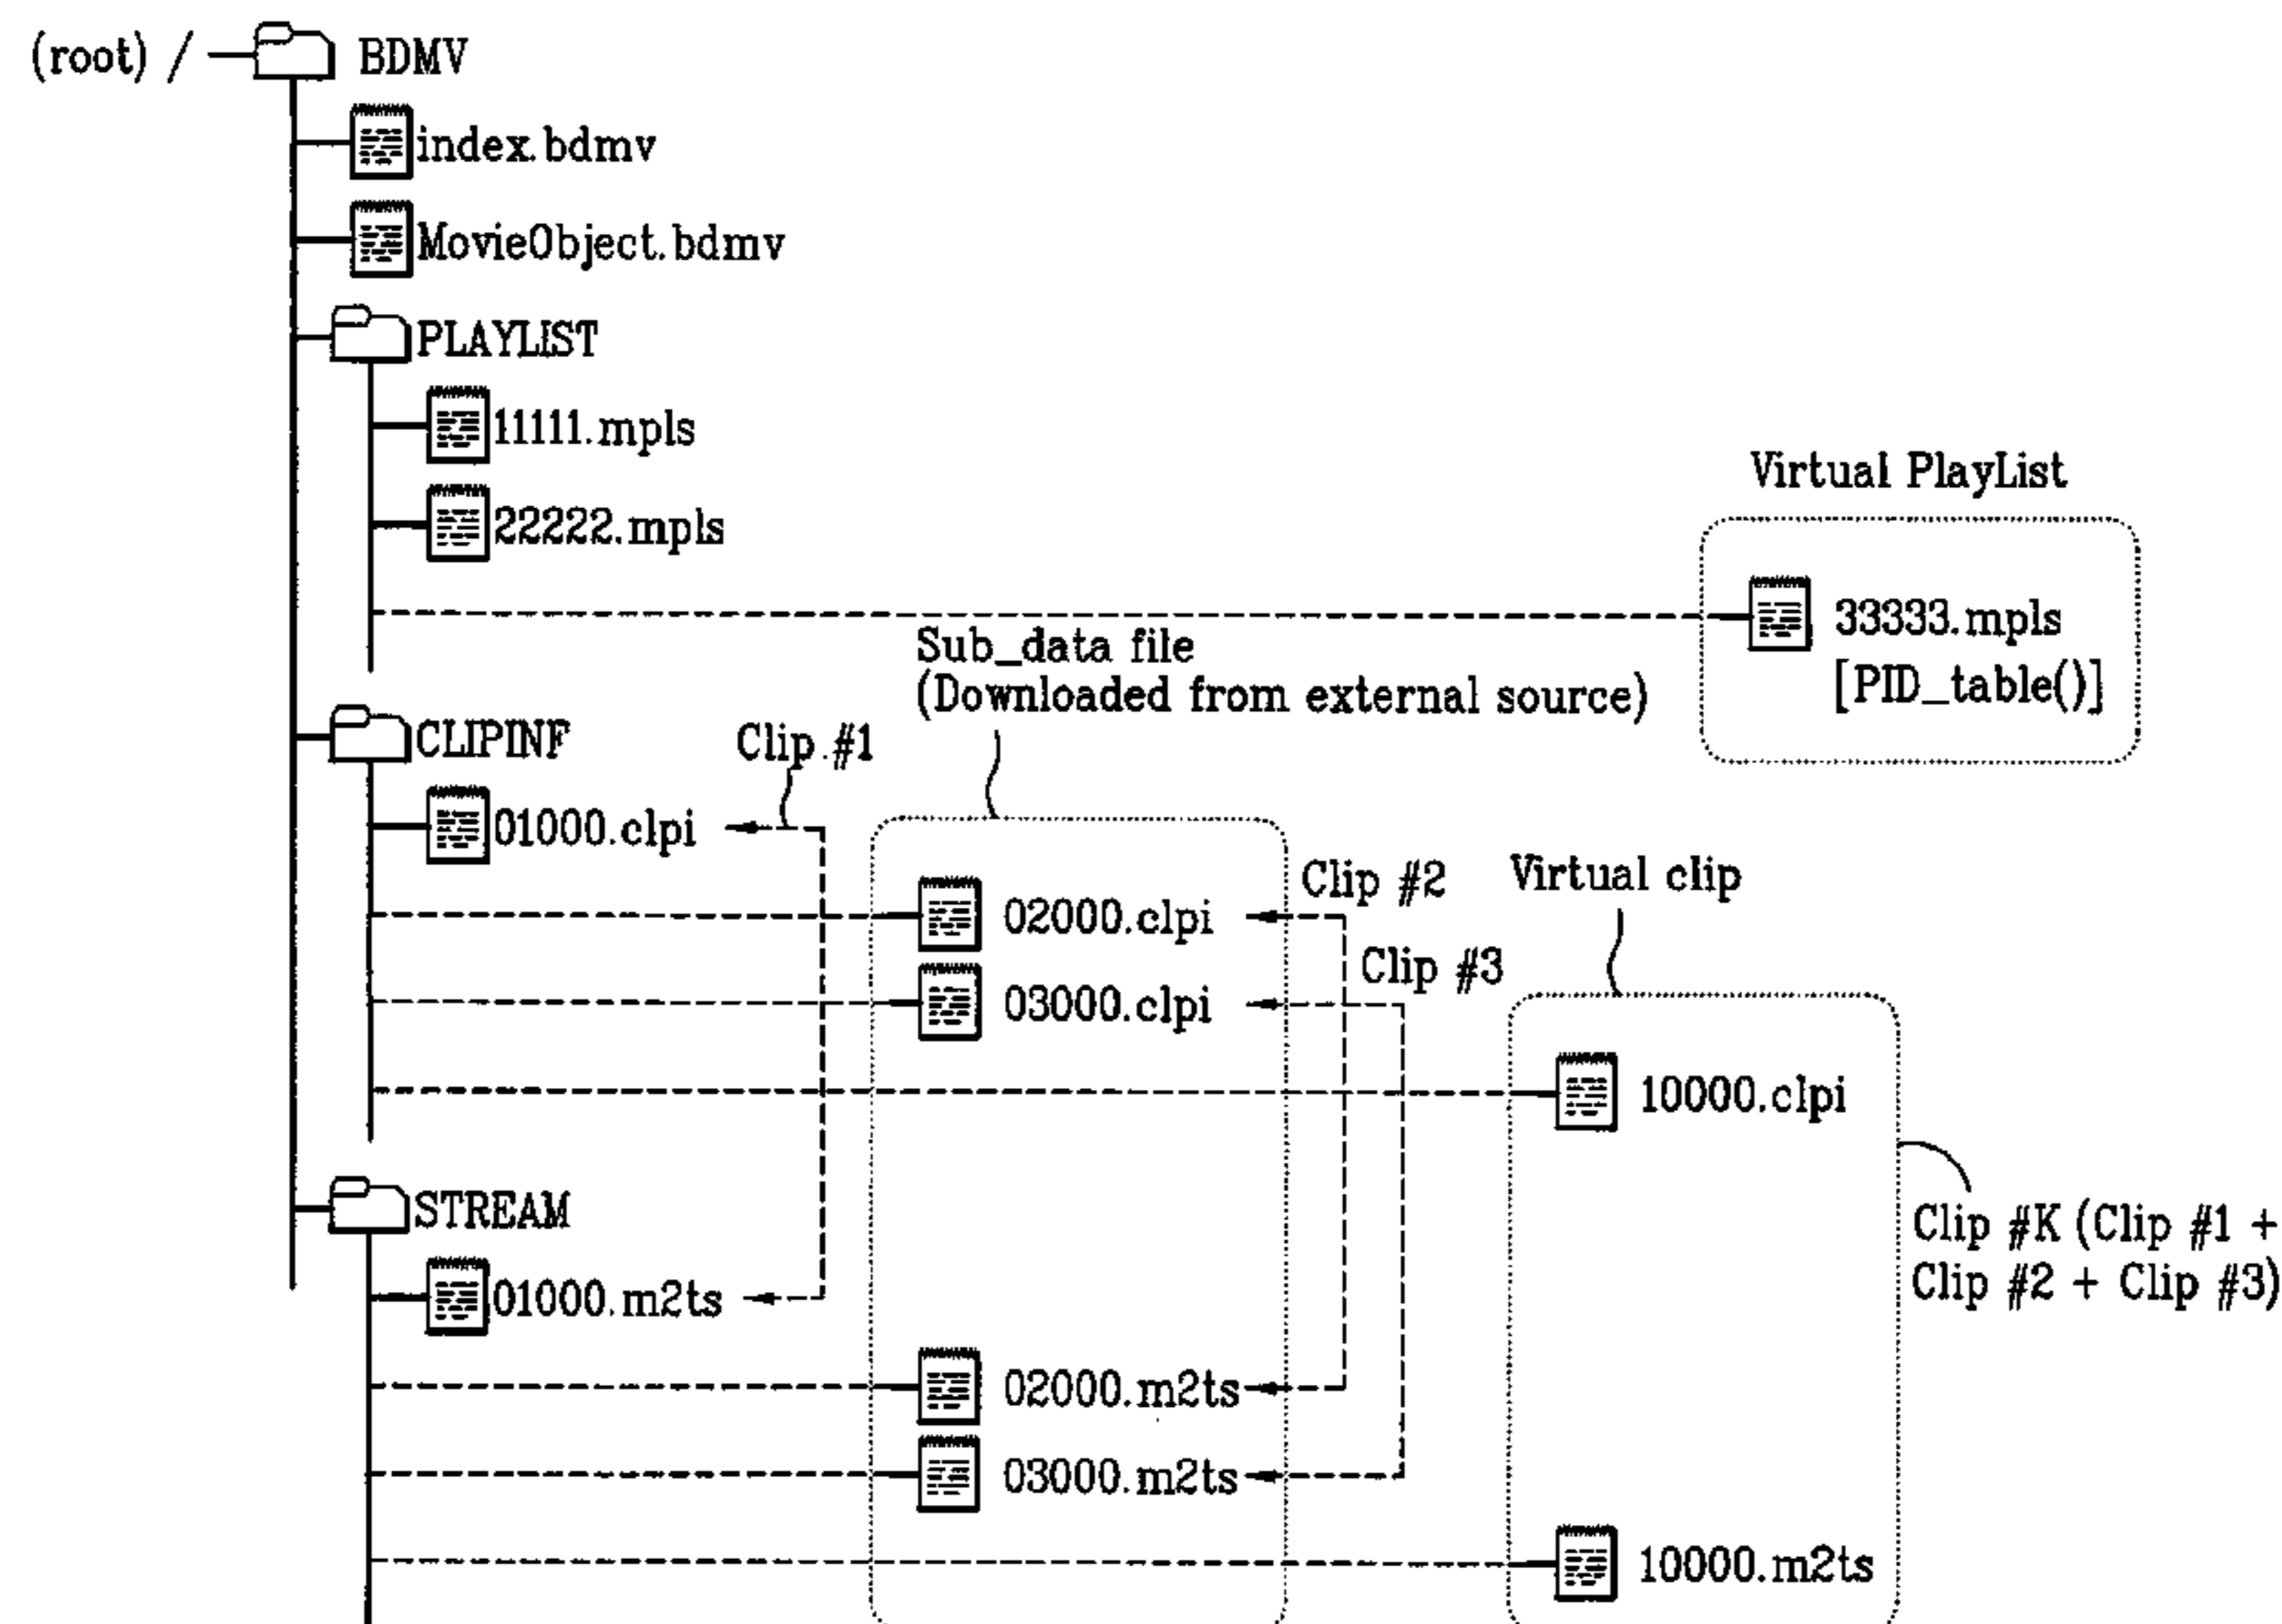 (root) / BDMV
index.bdmv
MovieObject.bdmv
PLAYLIST
11111.mpls
22222.mpls
Virtual PlayList
33333.mpls
[PID_table()]
Sub_data file
(Downloaded from external source)
CLIPINF
Clip #1
01000.clpi
02000.clpi
Clip #2
03000.clpi
Clip #3
Virtual clip
10000.clpi
Clip #K (Clip #1 +
Clip #2 + Clip #3)
STREAM
01000.m2ts
02000.m2ts
03000.m2ts
10000.m2ts